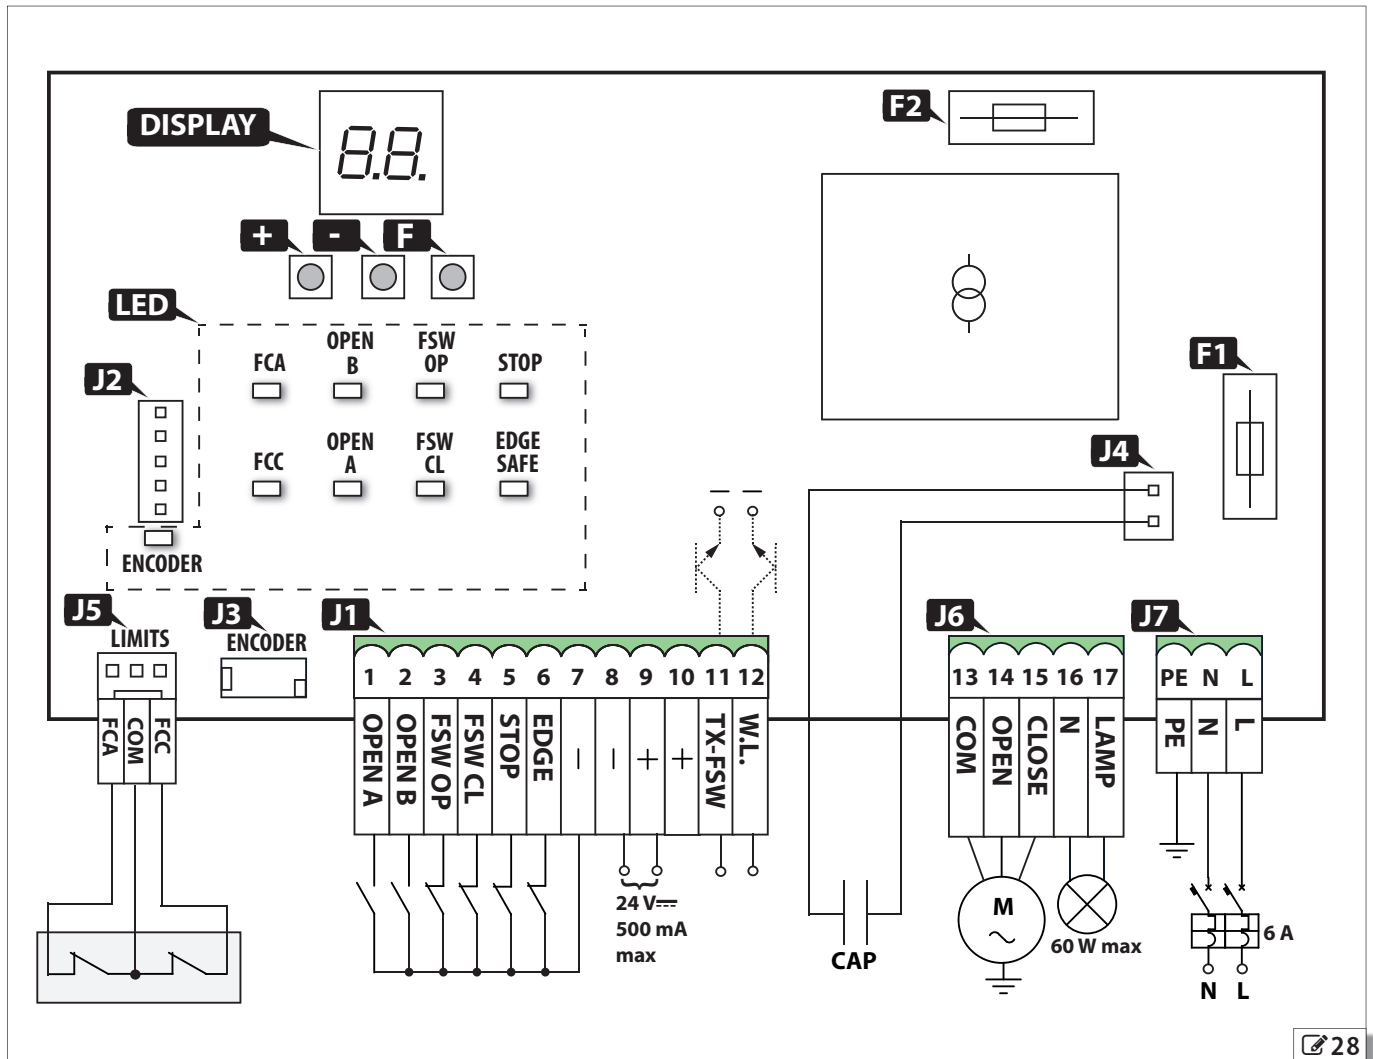 DISPLAY
8.8.
F2
+
-
F
LED
FCA
OPEN
B
FSW
OP
STOP
F1
J2
FCC
OPEN
A
FSW
CL
EDGE
SAFE
J4
ENCODER
J5
LIMITS
J3
ENCODER
J1
J6
J7
1 2 3 4 5 6 7 8 9 10 11 12
13 14 15 16 17
PE N L
FCA
COM
FCC
OPEN A
OPEN B
FSW OP
FSW CL
STOP
EDGE
–
–
+
+
TX-FSW
W.L.
COM
OPEN
CLOSE
N
LAMP
PE
N
L
24 V⎓
500 mA
max
CAP
M
~
60 W max
6 A
N L
28